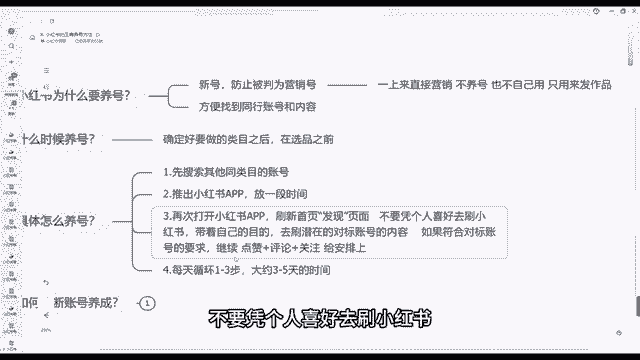 小红书为什么要养号?
新号,防止被判为营销号
一上来直接营销 不养号 也不自己用 只用来发作品
方便找到同行账号和内容
什么时候养号?
确定好要做的类目之后,在选品之前
具体怎么养号?
1.先搜索其他同类目的账号
2.推出小红书APP,放一段时间
3.再次打开小红书APP,刷新首页“发现”页面 不要凭个人喜好去刷小
红书,带着自己的目的,去刷潜在的对标账号的内容 如果符合对标账
号的要求,继续 点赞+评论+关注 给安排上
4.每天循环1-3步,大约3-5天的时间
断账号养成?
1
不要凭个人喜好去刷小红书